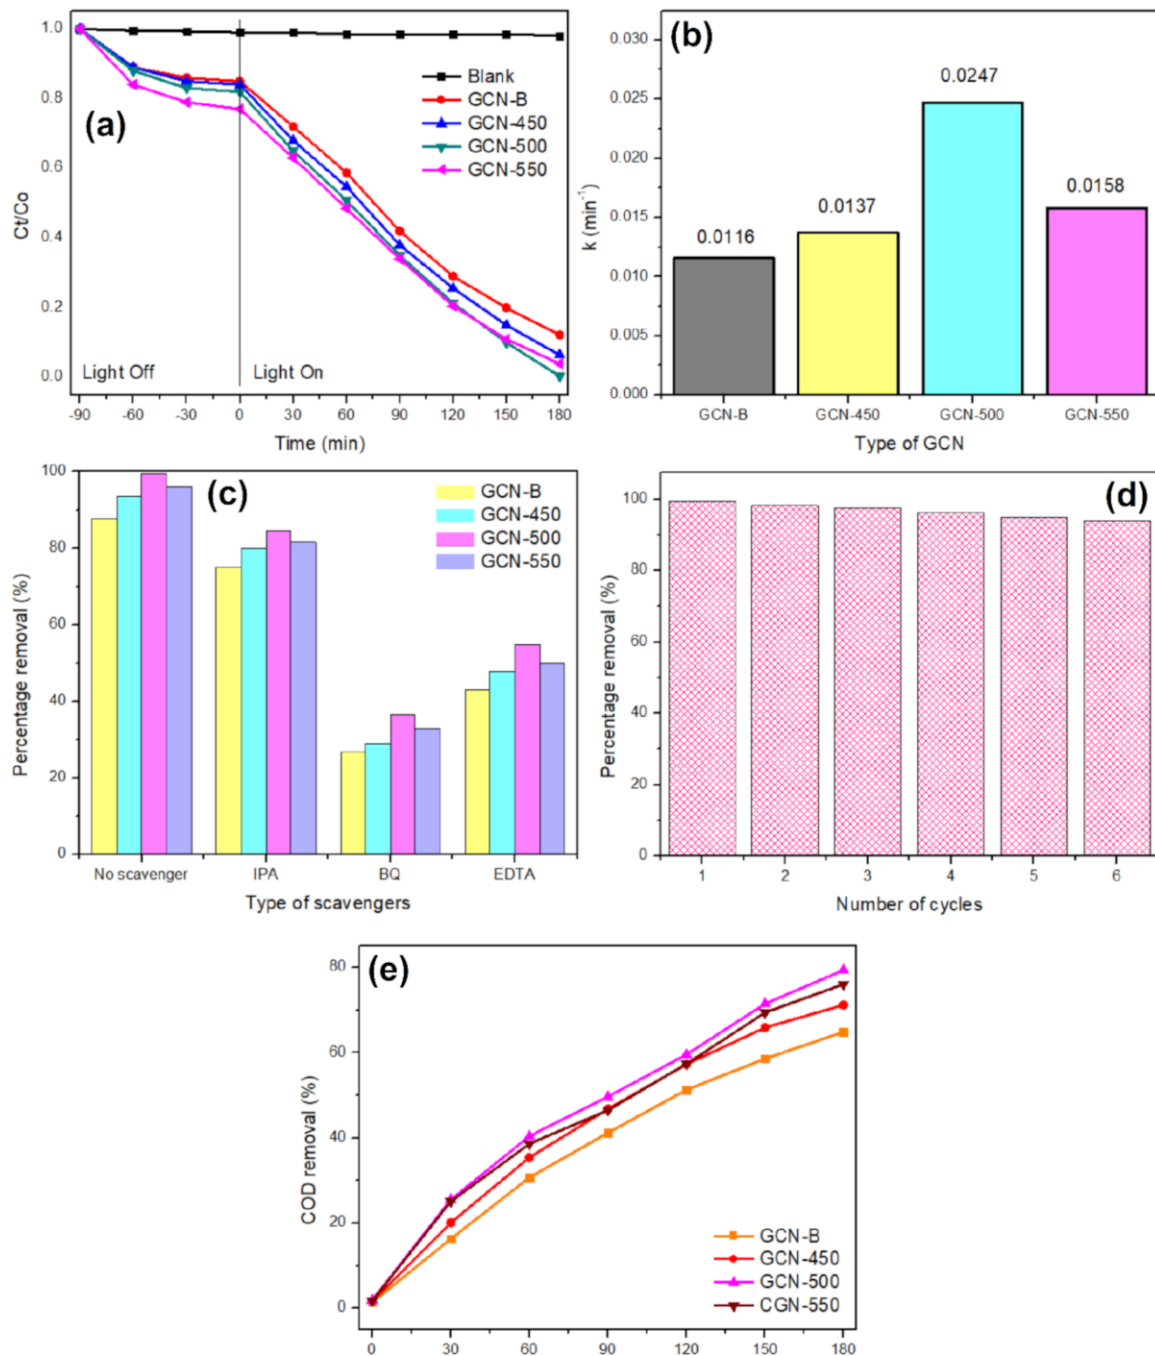 (a)
Blank
GCN-B
GCN-450
GCN-500
GCN-550
Ct/Co
1.0
0.8
0.6
0.4
0.2
0.0
Light Off
Light On
-90 -60 -30 0 30 60 90 120 150 180
Time (min)
(b)
k (min⁻¹)
0.030
0.025
0.020
0.015
0.010
0.005
0.000
0.0116
0.0137
0.0247
0.0158
GCN-B GCN-450 GCN-500 GCN-550
Type of GCN
(c)
GCN-B
GCN-450
GCN-500
GCN-550
Percentage removal (%)
100
80
60
40
20
0
No scavenger IPA BQ EDTA
Type of scavengers
(d)
Percentage removal (%)
100
80
60
40
20
0
1 2 3 4 5 6
Number of cycles
(e)
COD removal (%)
80
60
40
20
0
GCN-B
GCN-450
GCN-500
CGN-550
0 30 60 90 120 150 180